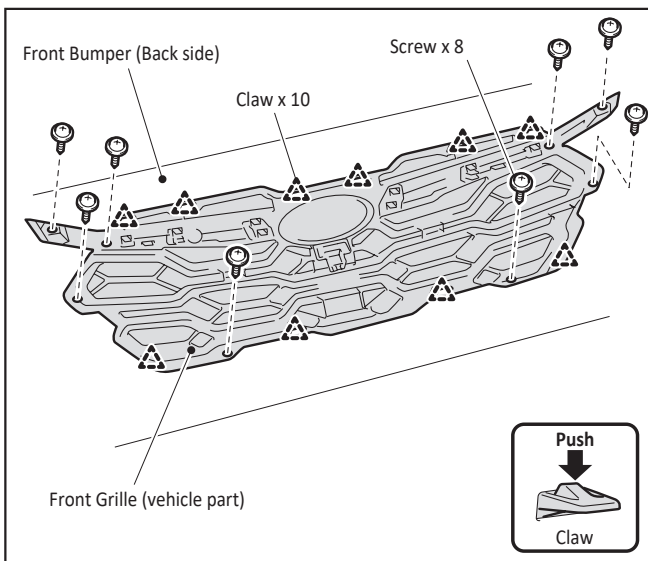 Front Bumper (Back side)
Screw x 8
Claw x 10
Front Grille (vehicle part)
Push
Claw